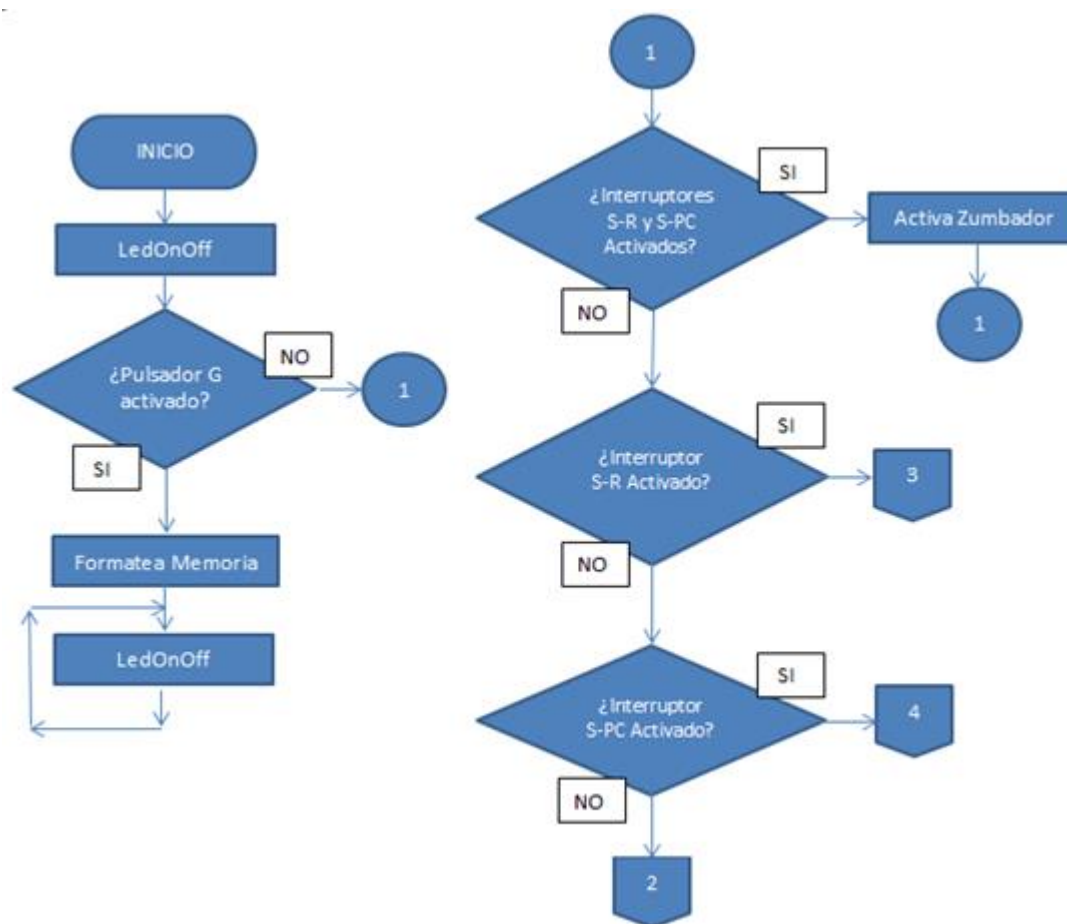 INICIO
LedOnOff
¿Pulsador G
activado?
NO
1
SI
Formatea Memoria
LedOnOff
1
¿Interruptores
S-R y S-PC
Activados?
SI
Activa Zumbador
1
NO
¿Interruptor
S-R Activado?
SI
3
NO
¿Interruptor
S-PC Activado?
SI
4
NO
2